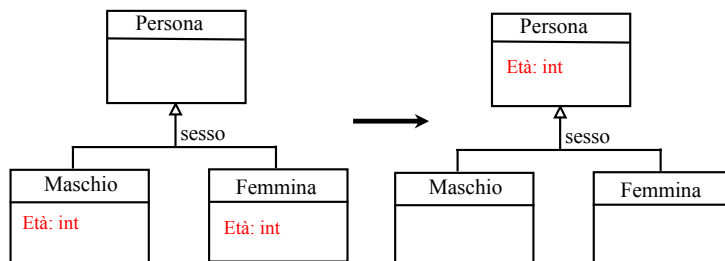 Persona
sesso
Maschio
Femmina
Età: int
Età: int
Persona
Età: int
sesso
Maschio
Femmina